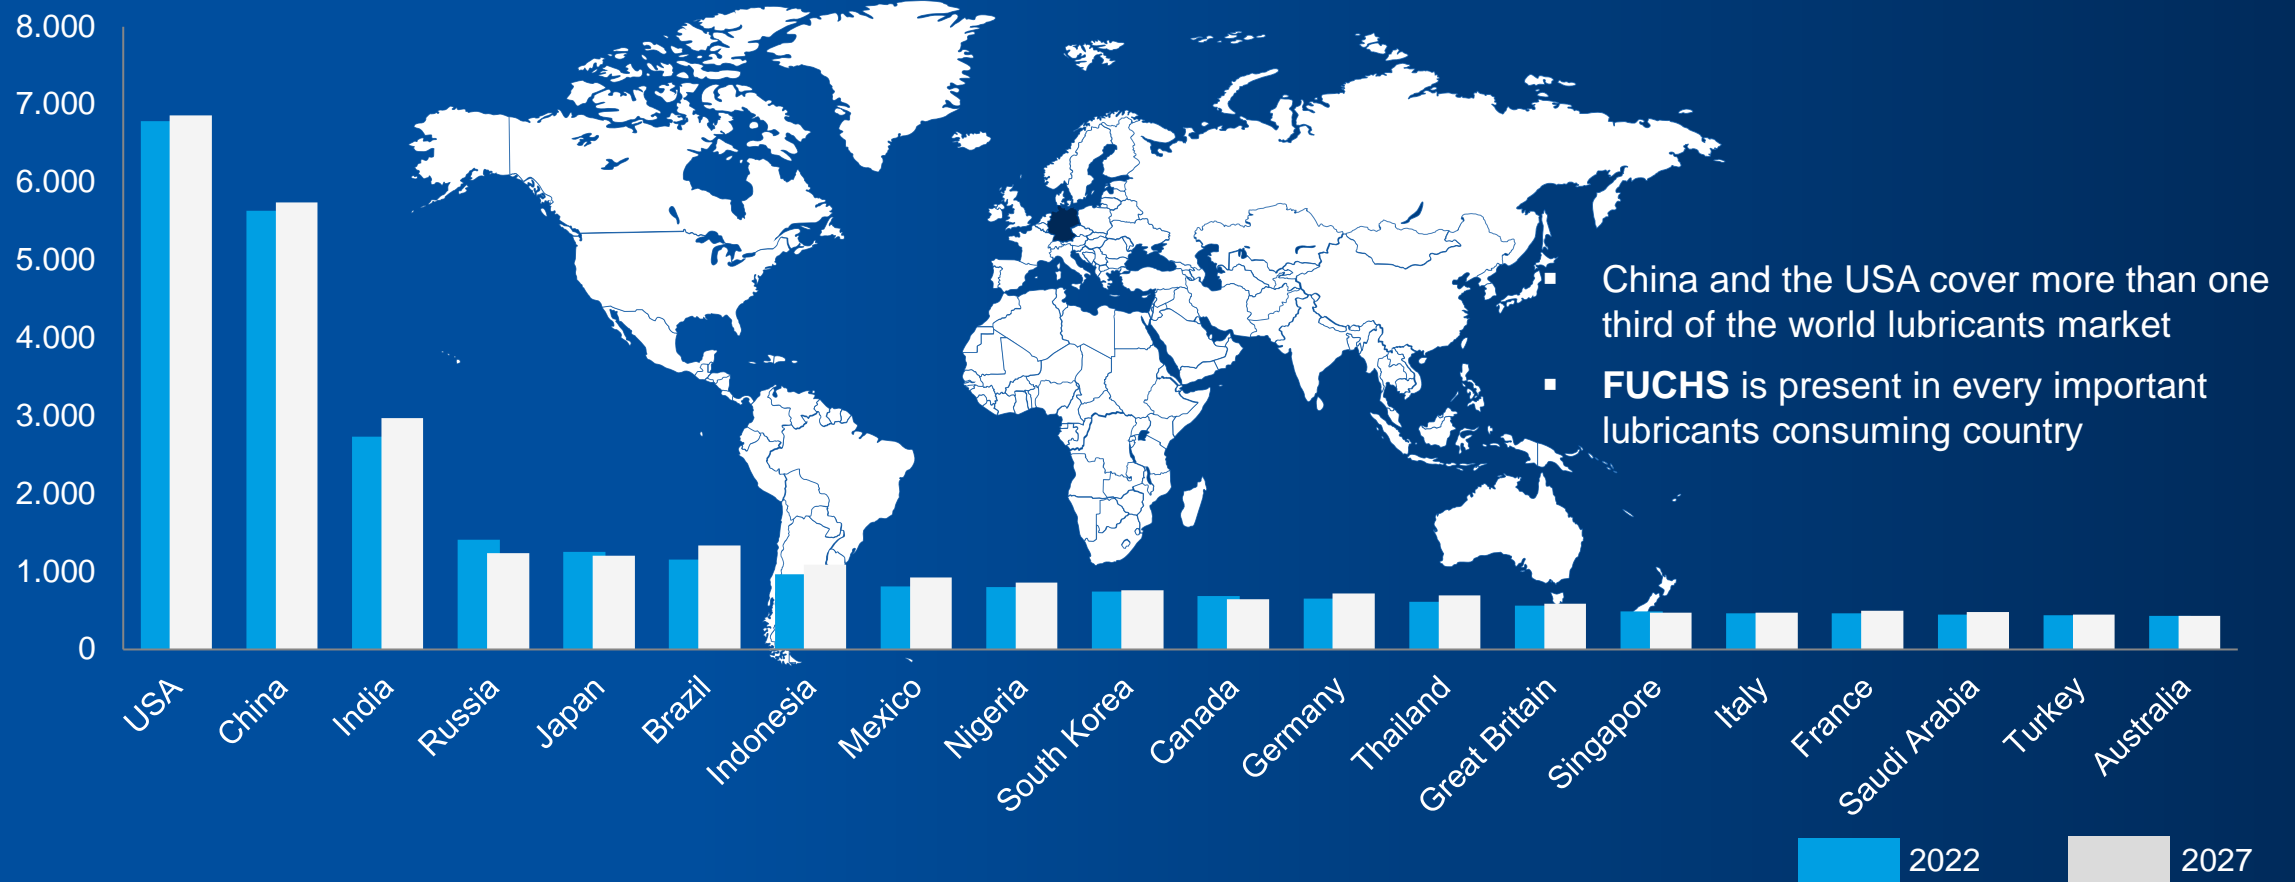 8.000
7.000
6.000
5.000
4.000
3.000
2.000
1.000
0
▪ China and the USA cover more than one
third of the world lubricants market
▪ FUCHS is present in every important
lubricants consuming country
USA
China
India
Russia
Japan
Brazil
Indonesia
Mexico
Nigeria
South Korea
Canada
Germany
Thailand
Great Britain
Singapore
Italy
France
Saudi Arabia
Turkey
Australia
2022
2027